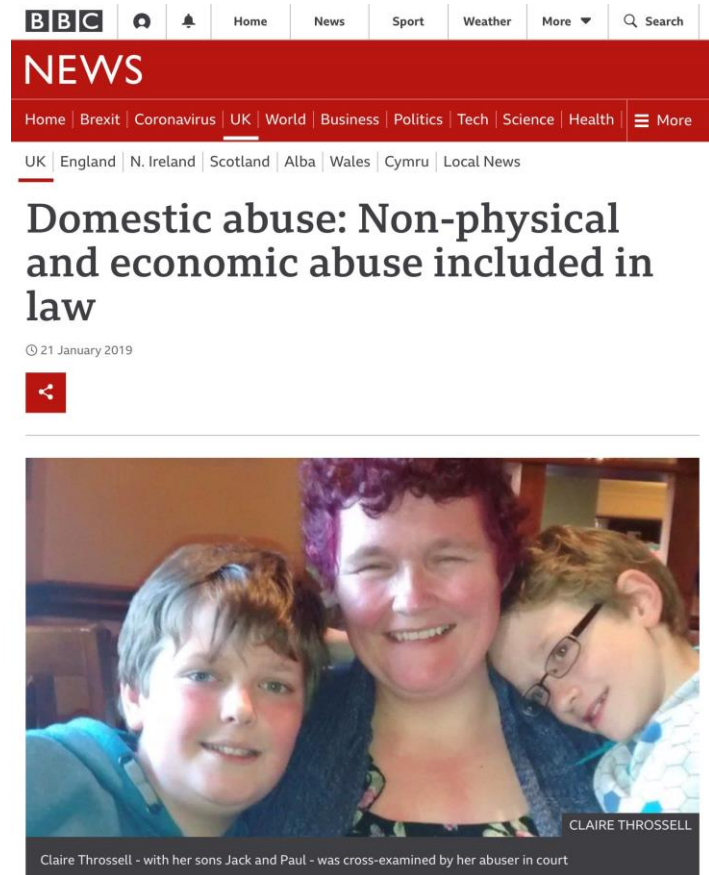 BBC Home News Sport Weather More Search
NEWS
Home Brexit Coronavirus UK World Business Politics Tech Science Health More
UK England N. Ireland Scotland Alba Wales Cymru Local News
Domestic abuse: Non-physical
and economic abuse included in
law
21 January 2019
CLAIRE THROSSELL
Claire Throssell - with her sons Jack and Paul - was cross-examined by her abuser in court